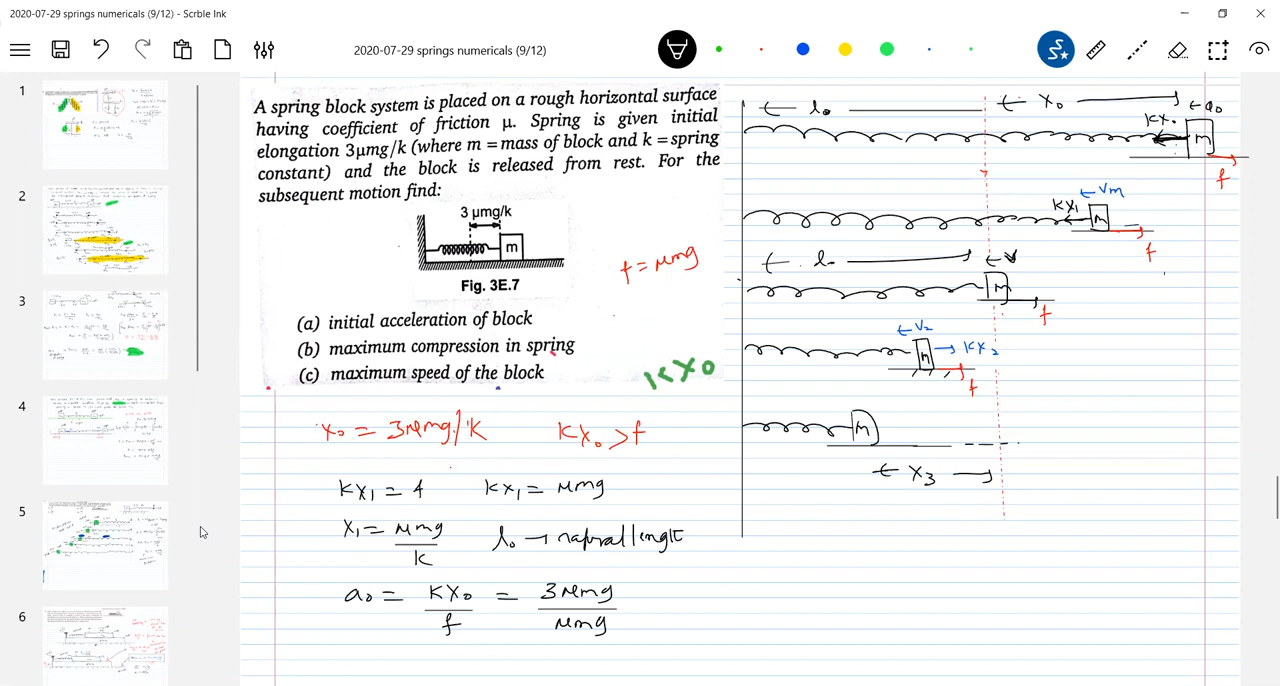 2020-07-29 springs numericals (9/12) - Scrble Ink
2020-07-29 springs numericals (9/12)
1
2
3
4
5
6
A spring block system is placed on a rough horizontal surface
having coefficient of friction μ. Spring is given initial
elongation 3μmg/k (where m = mass of block and k = spring
constant) and the block is released from rest. For the
subsequent motion find:
3 μmg/k
m
Fig. 3E.7
(a) initial acceleration of block
(b) maximum compression in spring
(c) maximum speed of the block
f = μmg
KX0
x0 = 3μmg/K KX0 > f
KX1 = f KX1 = μmg
X1 = μmg/K l0 → natural length
a0 = KX0/f = 3μmg/μmg
l0 X0 a0
KX0 m
f
Vm
KX1 m
f
l0 V
m
f
V2
m KX2
f
m
X3